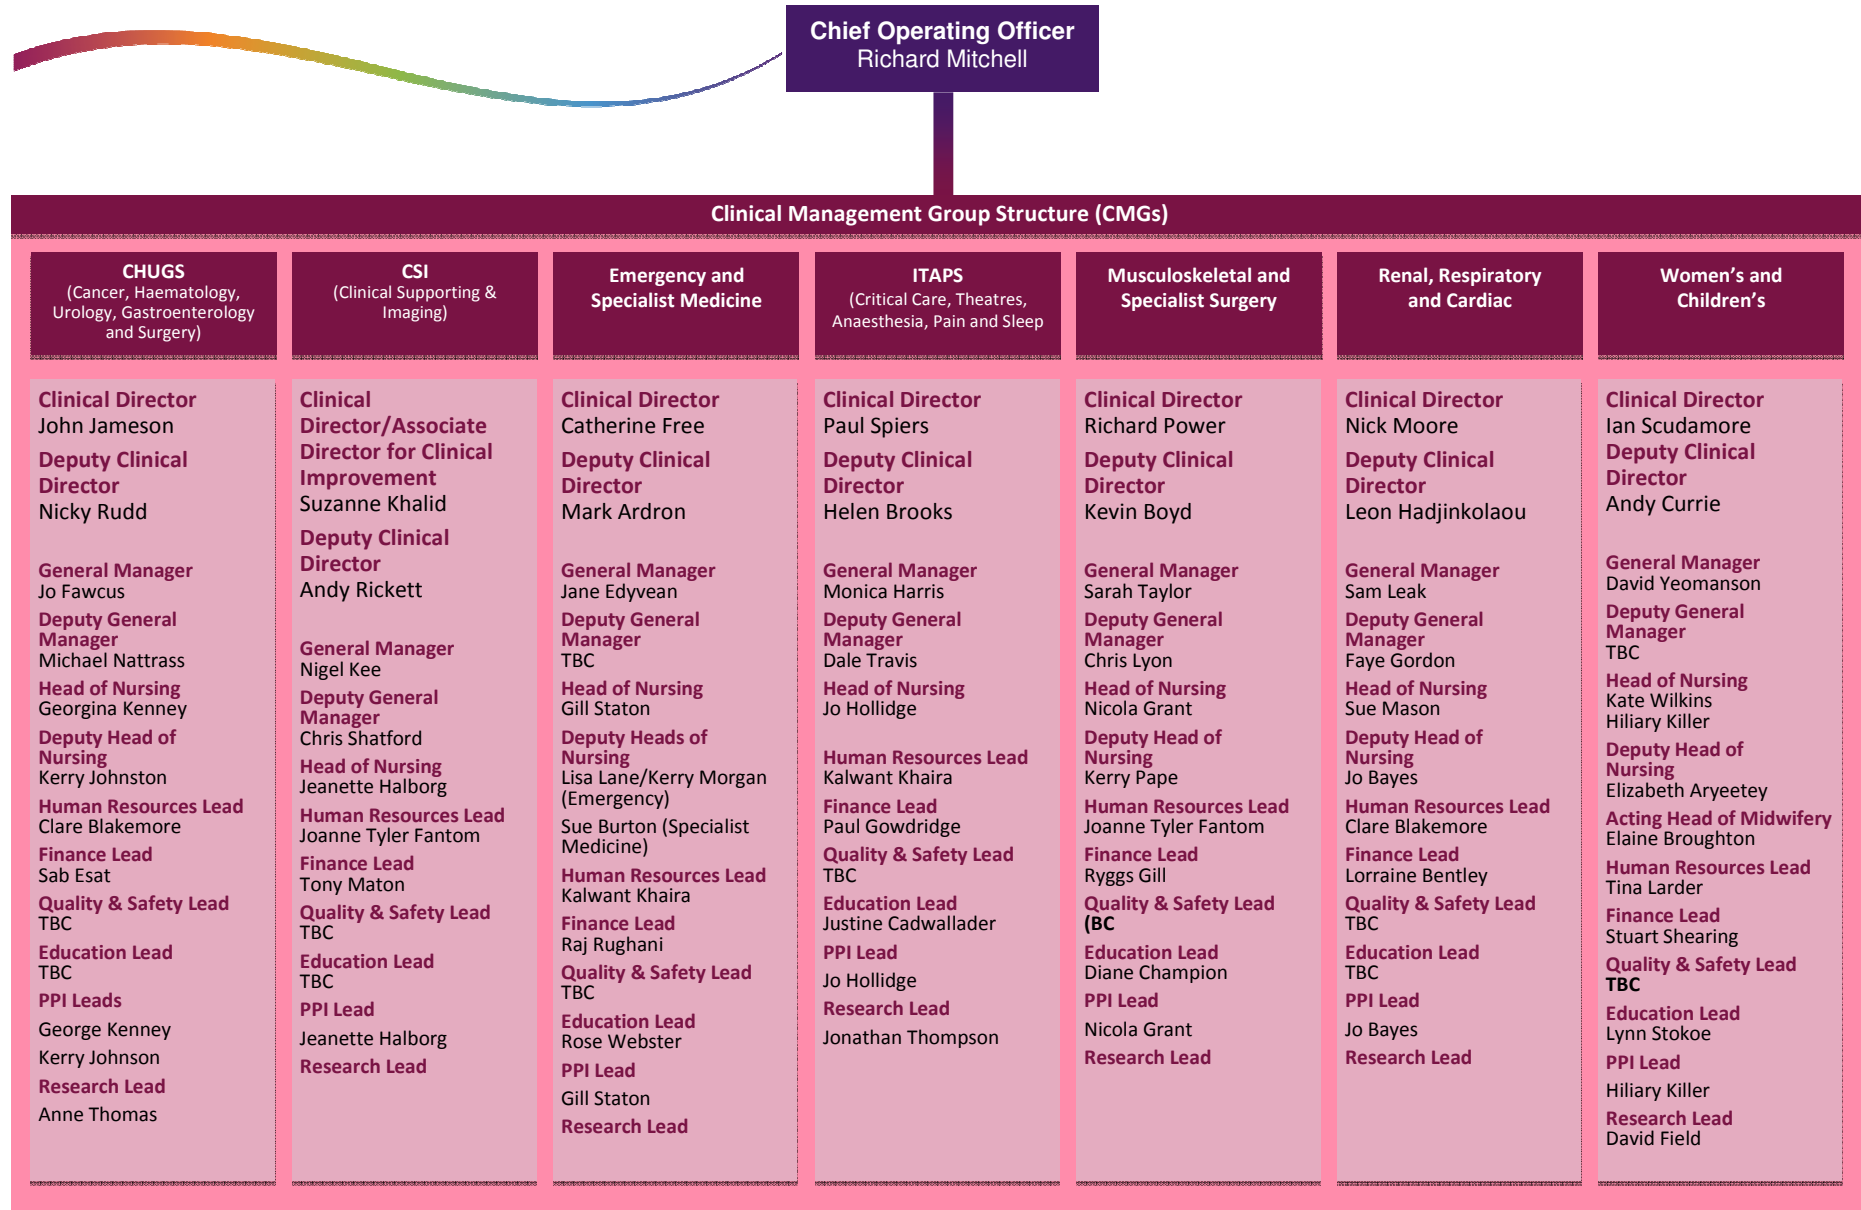 Chief Operating Officer
Richard Mitchell
Clinical Management Group Structure (CMGs)
CHUGS
(Cancer, Haematology,
Urology, Gastroenterology
and Surgery)
CSI
(Clinical Supporting &
Imaging)
Emergency and
Specialist Medicine
ITAPS
(Critical Care, Theatres,
Anaesthesia, Pain and Sleep
Musculoskeletal and
Specialist Surgery
Renal, Respiratory
and Cardiac
Women's and
Children's
Clinical Director
John Jameson
Deputy Clinical
Director
Nicky Rudd
General Manager
Jo Fawcus
Deputy General
Manager
Michael Nattrass
Head of Nursing
Georgina Kenney
Deputy Head of
Nursing
Kerry Johnston
Human Resources Lead
Clare Blakemore
Finance Lead
Sab Esat
Quality & Safety Lead
TBC
Education Lead
TBC
PPI Leads
George Kenney
Kerry Johnson
Research Lead
Anne Thomas
Clinical
Director/Associate
Director for Clinical
Improvement
Suzanne Khalid
Deputy Clinical
Director
Andy Rickett
General Manager
Nigel Kee
Deputy General
Manager
Chris Shatford
Head of Nursing
Jeanette Halborg
Human Resources Lead
Joanne Tyler Fantom
Finance Lead
Tony Maton
Quality & Safety Lead
TBC
Education Lead
TBC
PPI Lead
Jeanette Halborg
Research Lead
Clinical Director
Catherine Free
Deputy Clinical
Director
Mark Ardron
General Manager
Jane Edyvean
Deputy General
Manager
TBC
Head of Nursing
Gill Staton
Deputy Heads of
Nursing
Lisa Lane/Kerry Morgan
(Emergency)
Sue Burton (Specialist
Medicine)
Human Resources Lead
Kalwant Khaira
Finance Lead
Raj Rughani
Quality & Safety Lead
TBC
Education Lead
Rose Webster
PPI Lead
Gill Staton
Research Lead
Clinical Director
Paul Spiers
Deputy Clinical
Director
Helen Brooks
General Manager
Monica Harris
Deputy General
Manager
Dale Travis
Head of Nursing
Jo Hollidge
Human Resources Lead
Kalwant Khaira
Finance Lead
Paul Gowdridge
Quality & Safety Lead
TBC
Education Lead
Justine Cadwallader
PPI Lead
Jo Hollidge
Research Lead
Jonathan Thompson
Clinical Director
Richard Power
Deputy Clinical
Director
Kevin Boyd
General Manager
Sarah Taylor
Deputy General
Manager
Chris Lyon
Head of Nursing
Nicola Grant
Deputy Head of
Nursing
Kerry Pape
Human Resources Lead
Joanne Tyler Fantom
Finance Lead
Ryggs Gill
Quality & Safety Lead
(BC
Education Lead
Diane Champion
PPI Lead
Nicola Grant
Research Lead
Clinical Director
Nick Moore
Deputy Clinical
Director
Leon Hadjinkolaou
General Manager
Sam Leak
Deputy General
Manager
Faye Gordon
Head of Nursing
Sue Mason
Deputy Head of
Nursing
Jo Bayes
Human Resources Lead
Clare Blakemore
Finance Lead
Lorraine Bentley
Quality & Safety Lead
TBC
Education Lead
TBC
PPI Lead
Jo Bayes
Research Lead
Clinical Director
Ian Scudamore
Deputy Clinical
Director
Andy Currie
General Manager
David Yeomanson
Deputy General
Manager
TBC
Head of Nursing
Kate Wilkins
Hiliary Killer
Deputy Head of
Nursing
Elizabeth Aryeetey
Acting Head of Midwifery
Elaine Broughton
Human Resources Lead
Tina Larder
Finance Lead
Stuart Shearing
Quality & Safety Lead
TBC
Education Lead
Lynn Stokoe
PPI Lead
Hiliary Killer
Research Lead
David Field